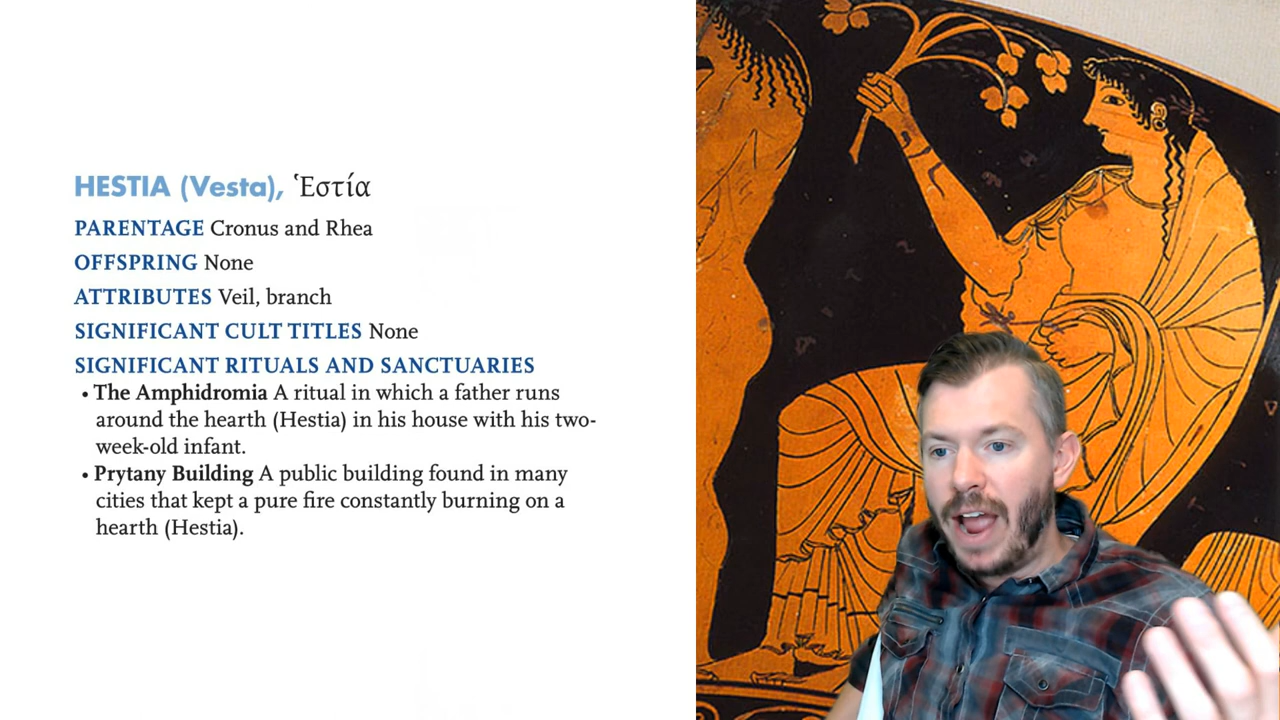 HESTIA (Vesta), Ἑστία
PARENTAGE Cronus and Rhea
OFFSPRING None
ATTRIBUTES Veil, branch
SIGNIFICANT CULT TITLES None
SIGNIFICANT RITUALS AND SANCTUARIES
• The Amphidromia A ritual in which a father runs
around the hearth (Hestia) in his house with his two-
week-old infant.
• Prytany Building A public building found in many
cities that kept a pure fire constantly burning on a
hearth (Hestia).